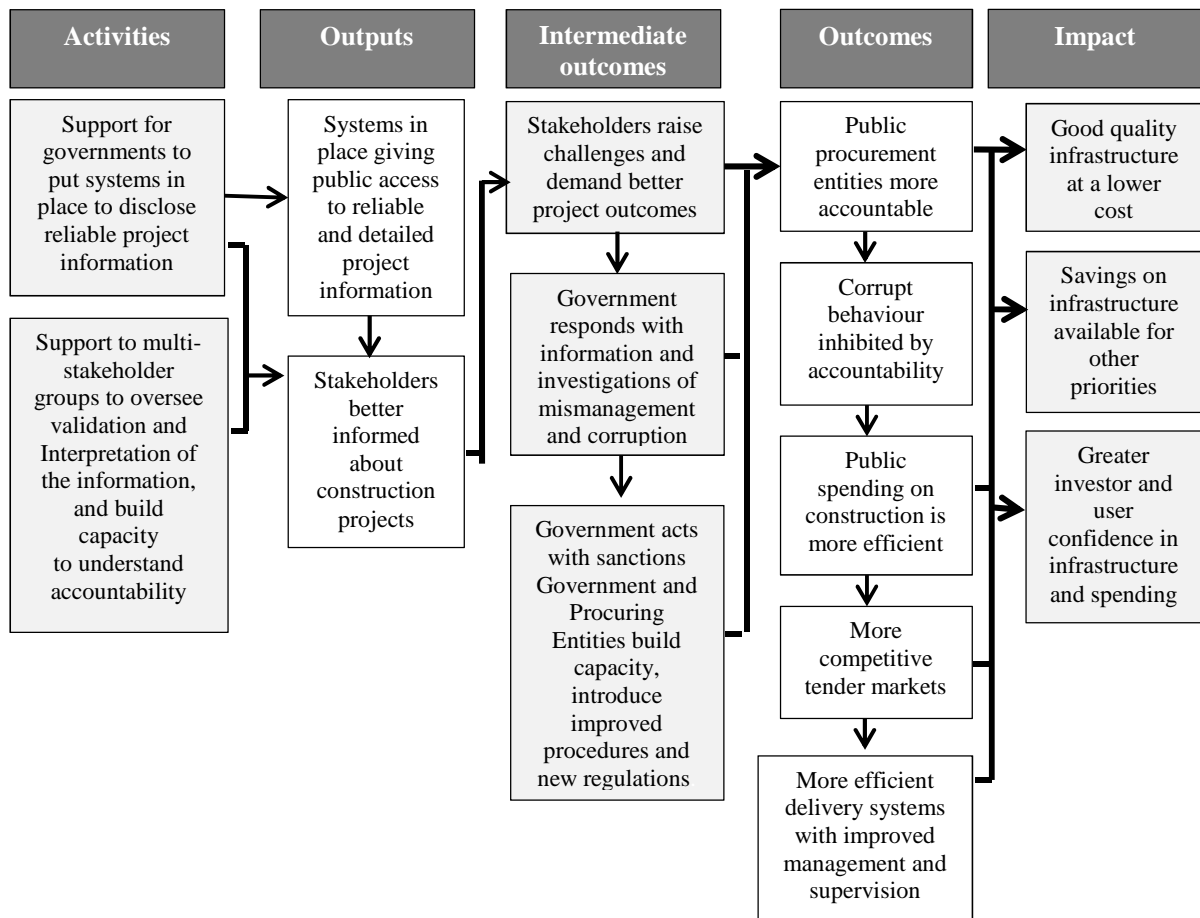 Activities
Outputs
Intermediate
outcomes
Outcomes
Impact
Support for
governments to
put systems in
place to disclose
reliable project
information
Support to multi-
stakeholder
groups to oversee
validation and
Interpretation of
the information,
and build
capacity
to understand
accountability
Systems in
place giving
public access
to reliable
and detailed
project
information
Stakeholders
better
informed
about
construction
projects
Stakeholders raise
challenges and
demand better
project outcomes
Government
responds with
information and
investigations of
mismanagement
and corruption
Government acts
with sanctions
Government and
Procuring
Entities build
capacity,
introduce
improved
procedures and
new regulations
Public
procurement
entities more
accountable
Corrupt
behaviour
inhibited by
accountability
Public
spending on
construction is
more efficient
More
competitive
tender markets
More efficient
delivery systems
with improved
management and
supervision
Good quality
infrastructure
at a lower
cost
Savings on
infrastructure
available for
other
priorities
Greater
investor and
user
confidence in
infrastructure
and spending